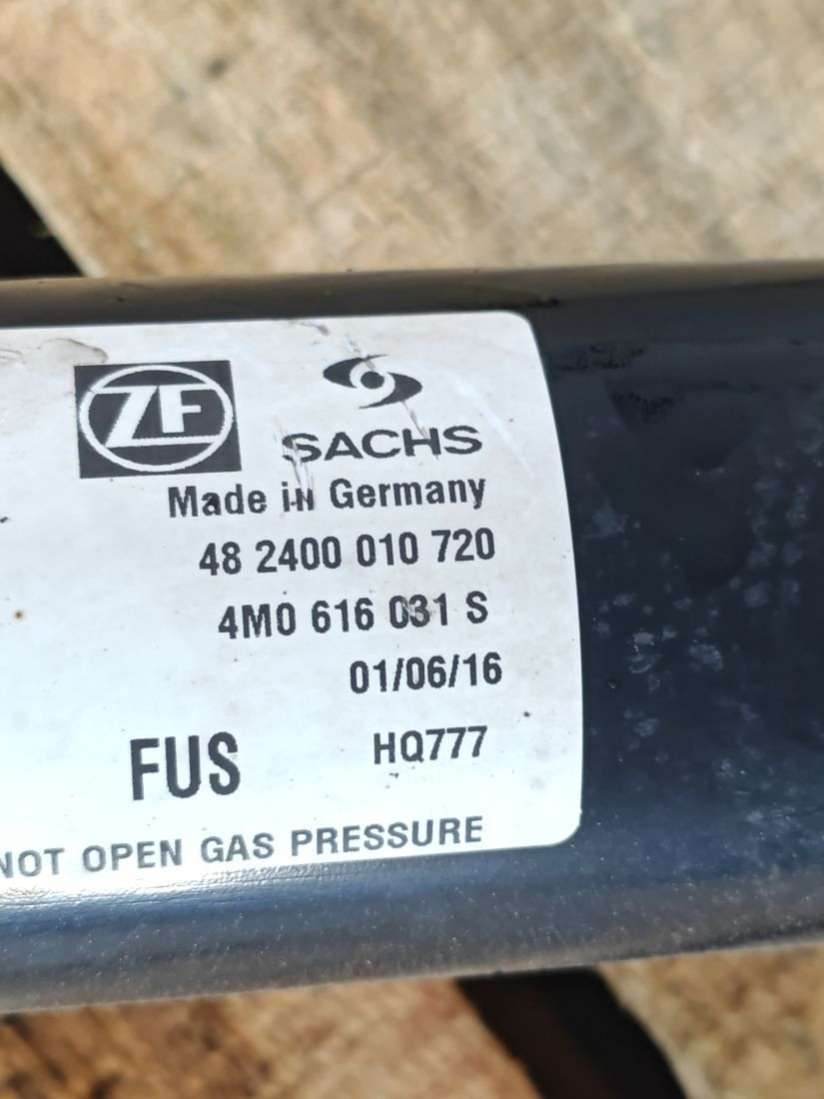 ZF SACHS
Made in Germany
48 2400 010 720
4M0 616 031 S
01/06/16
FUS HQ777
NOT OPEN GAS PRESSURE